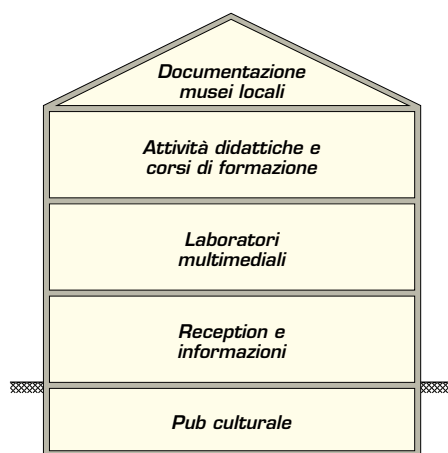 Documentazione
musei locali
Attività didattiche e
corsi di formazione
Laboratori
multimediali
Reception e
informazioni
Pub culturale